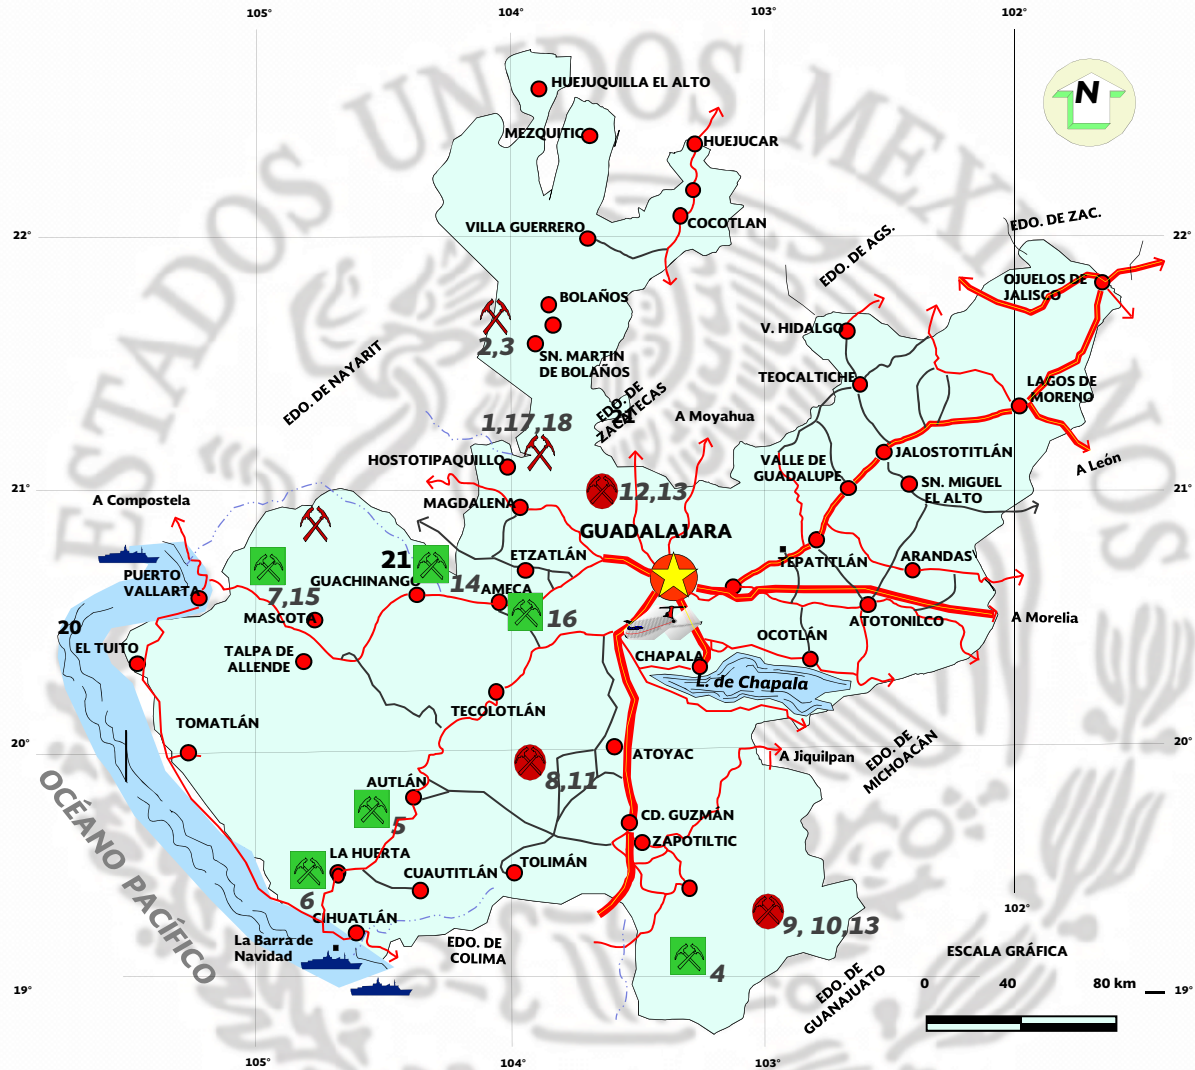 105°
104°
103°
102°
ESTADOS UNIDOS MEXICANOS
N
HUEJUQUILLA EL ALTO
MEZQUITIC
HUEJUCAR
COCOTLAN
VILLA GUERRERO
EDO. DE ZAC.
EDO. DE AGS.
22°
22°
OJUELOS DE
JALISCO
BOLAÑOS
2,3
SN. MARTIN
DE BOLAÑOS
V. HIDALGO
TEOCALTICHE
LAGOS DE
MORENO
EDO. DE NAYARIT
EDO. DE
ZACATECAS
21
A Moyahua
1,17,18
HOSTOTIPAQUILLO
JALOSTOTITLÁN
A León
VALLE DE
GUADALUPE
SN. MIGUEL
EL ALTO
21°
21°
A Compostela
MAGDALENA
12,13
GUADALAJARA
ETZATLÁN
21
TEPATITLÁN
ARANDAS
PUERTO
VALLARTA
GUACHINANGO
14
AMECA
7,15
MASCOTA
16
ATOTONILCO
A Morelia
20
EL TUITO
TALPA DE
ALLENDE
OCOTLÁN
CHAPALA
L. de Chapala
TECOLOTLÁN
TOMATLÁN
20°
20°
ATOYAC
A Jiquilpan
EDO. DE
MICHOACÁN
8,11
AUTLÁN
5
CD. GUZMÁN
ZAPOTILTIC
OCÉANO PACÍFICO
LA HUERTA
CUAUTITLÁN
TOLIMÁN
6
CIHUATLÁN
102°
9, 10,13
La Barra de
Navidad
EDO. DE
COLIMA
4
ESCALA GRÁFICA
EDO. DE
GUANAJUATO
0 40 80 km
19°
19°
105°
104°
103°